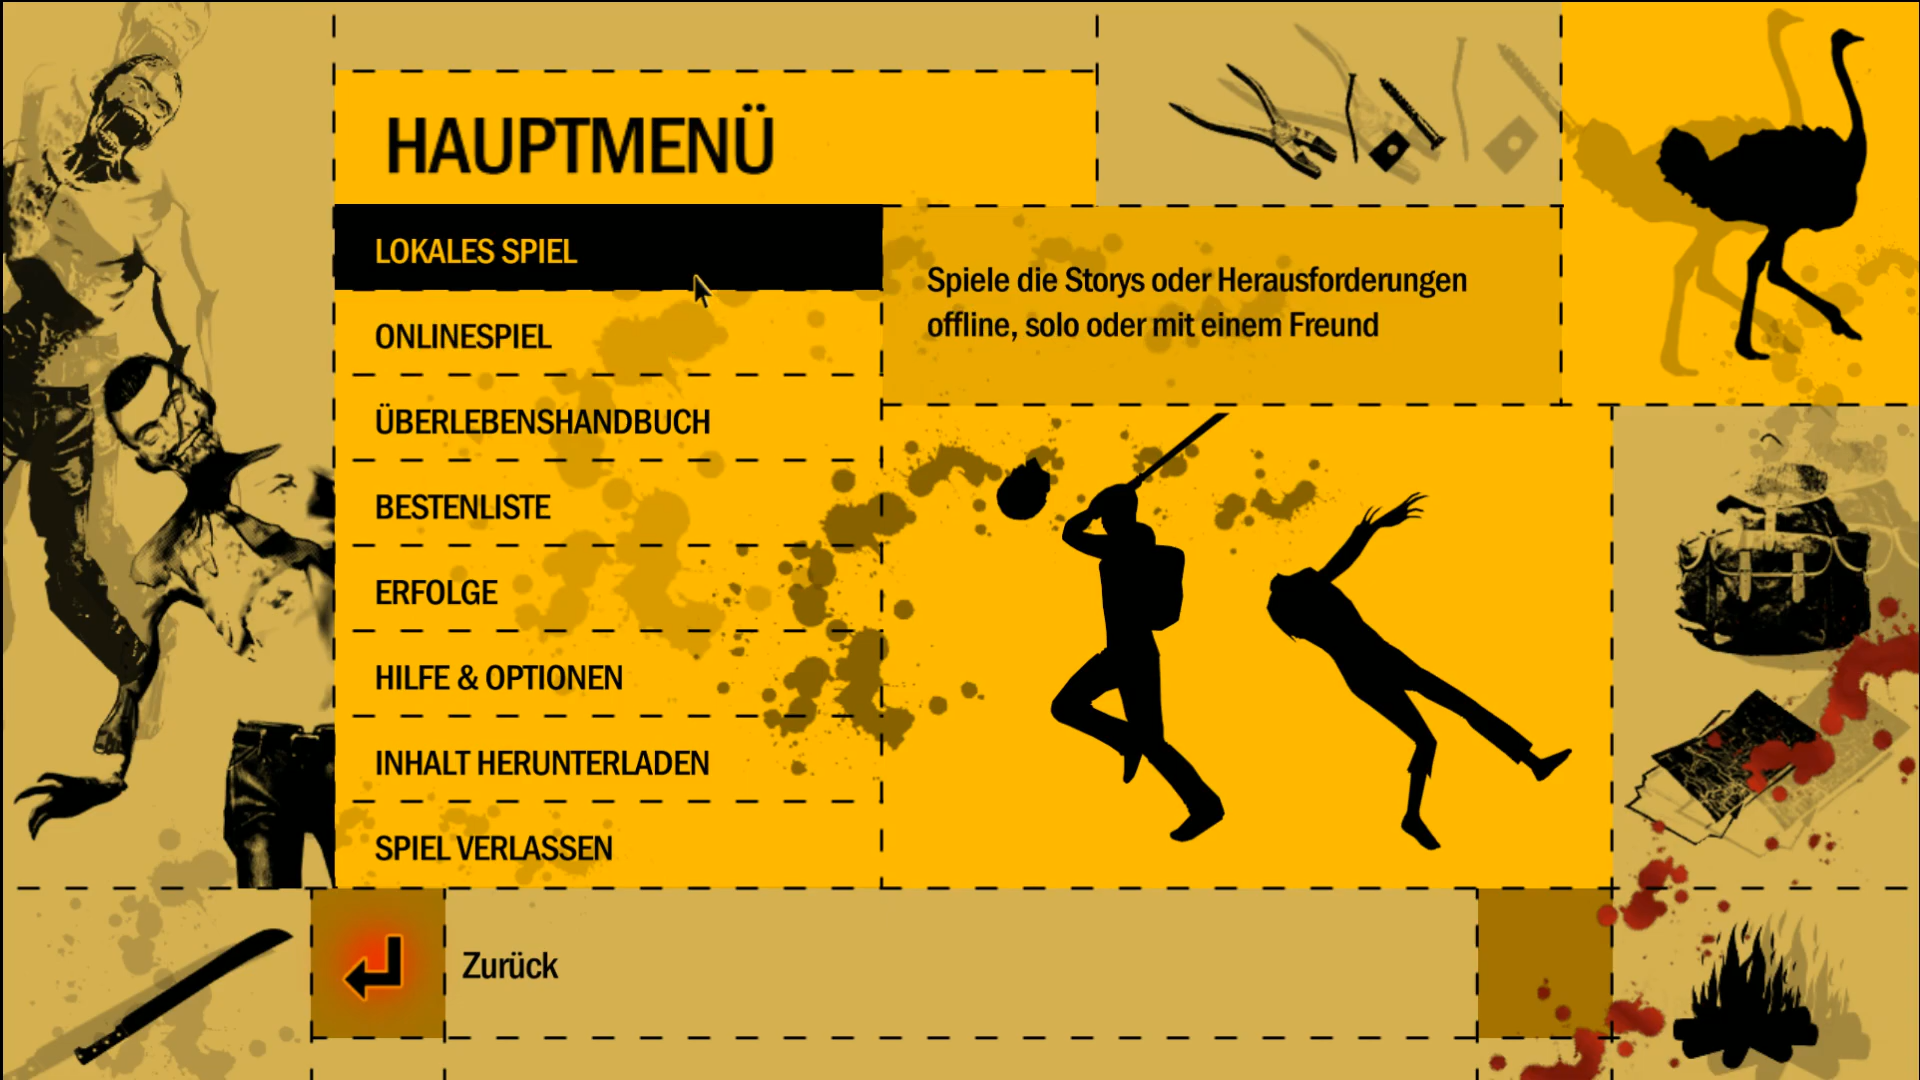 HAUPTMENÜ
LOKALES SPIEL
ONLINESPIEL
ÜBERLEBENSHANDBUCH
BESTENLISTE
ERFOLGE
HILFE & OPTIONEN
INHALT HERUNTERLADEN
SPIEL VERLASSEN
Spiele die Storys oder Herausforderungen
offline, solo oder mit einem Freund
Zurück